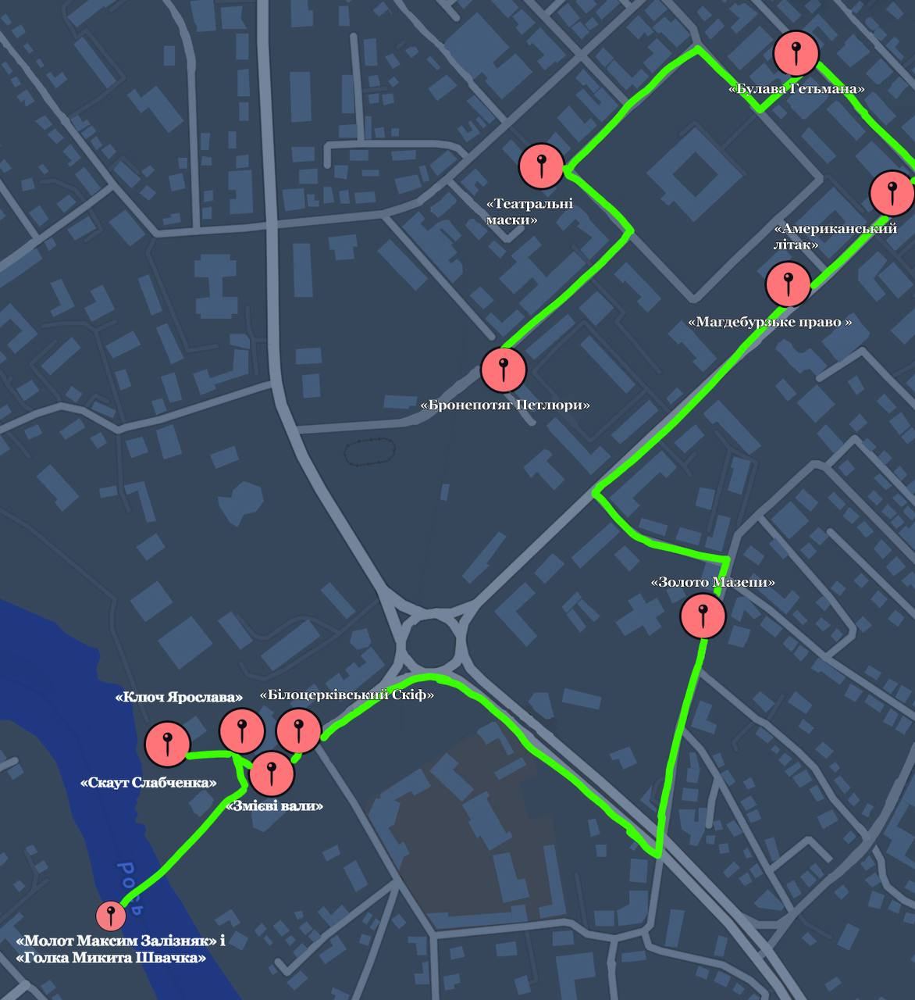 «Булава Гетьмана»
«Театральні
маски»
«Американський
літак»
«Магдебурзьке право »
«Бронепотяг Петлюри»
«Золото Мазепи»
«Ключ Ярослава»
«Білоцерківський Скіф»
«Скаут Слабченка»
«Змієві вали»
Рось
«Молот Максим Залізняк» і
«Голка Микита Швачка»